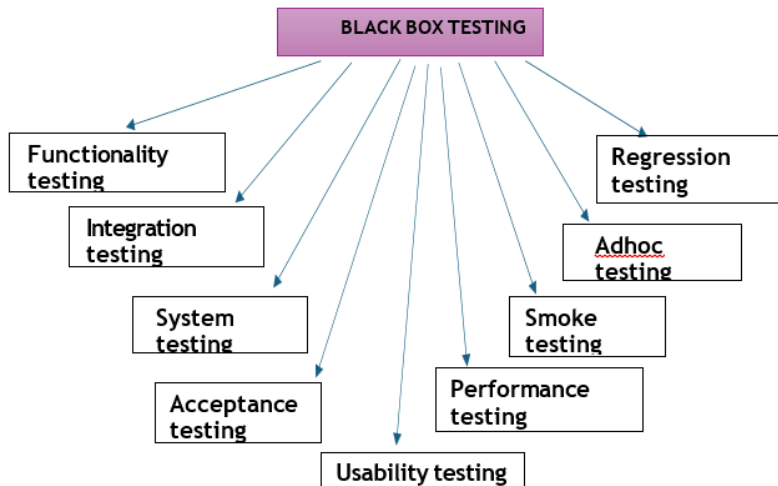 BLACK BOX TESTING
Functionality
testing
Regression
testing
Integration
testing
Adhoc
testing
System
testing
Smoke
testing
Acceptance
testing
Performance
testing
Usability testing